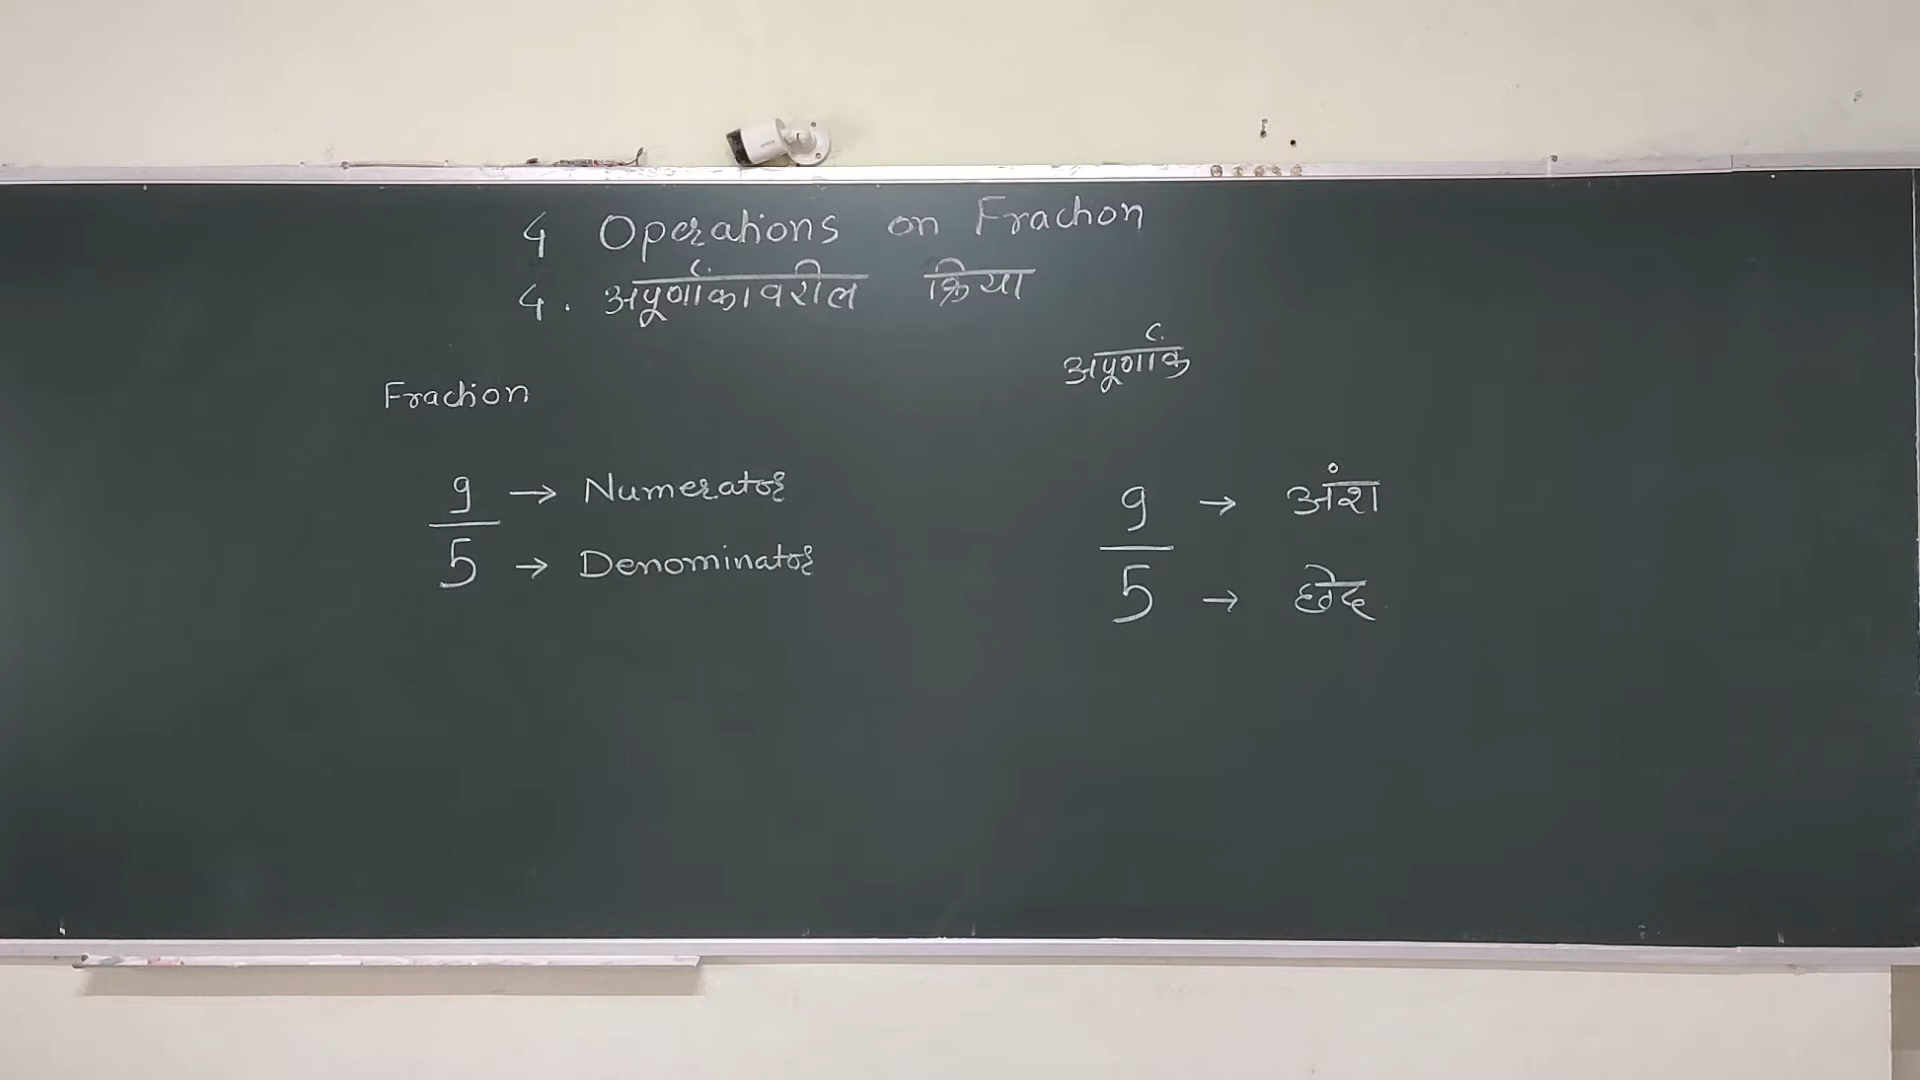 4 Operations on Fraction
4. अपूर्णांकावरील क्रिया
Fraction
9 → Numerator
5 → Denominator
अपूर्णांक
9 → अंश
5 → छेद